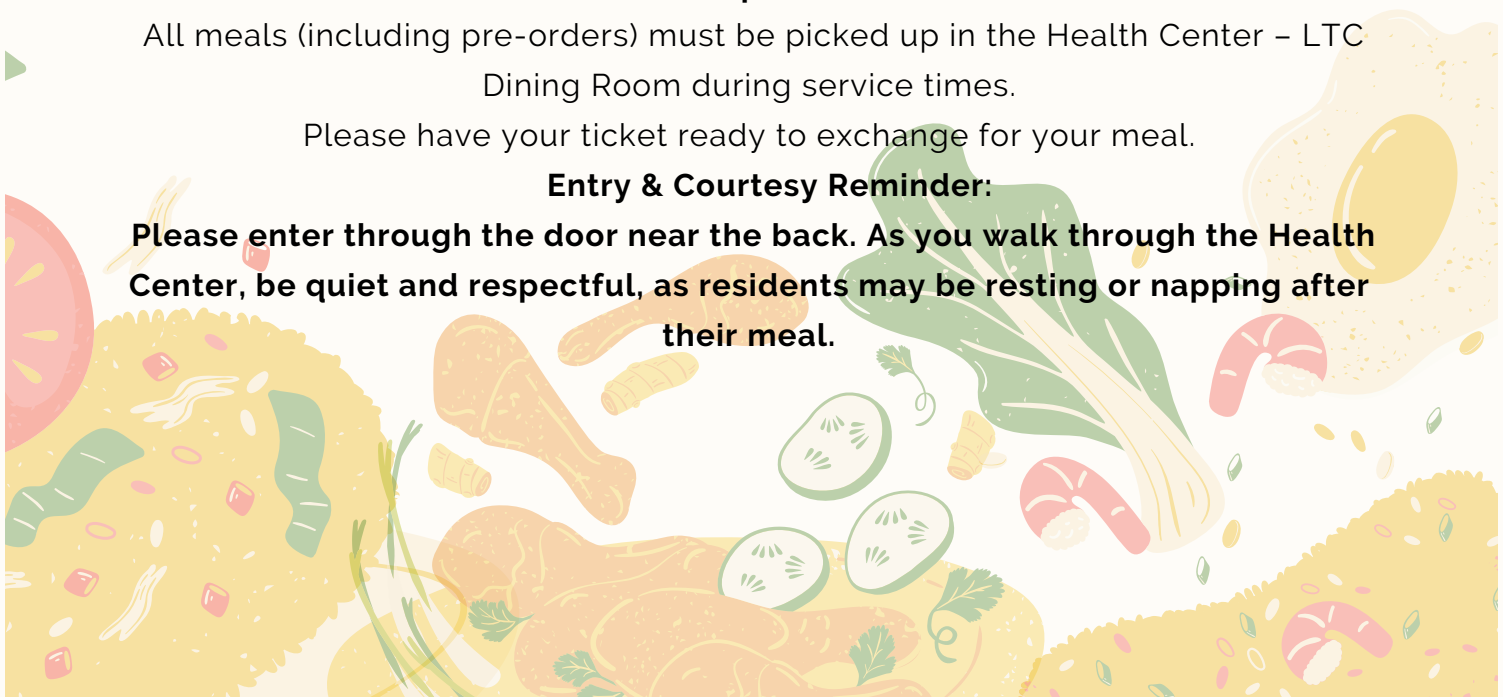 All meals (including pre-orders) must be picked up in the Health Center – LTC
Dining Room during service times.
Please have your ticket ready to exchange for your meal.
Entry & Courtesy Reminder:
Please enter through the door near the back. As you walk through the Health
Center, be quiet and respectful, as residents may be resting or napping after
their meal.